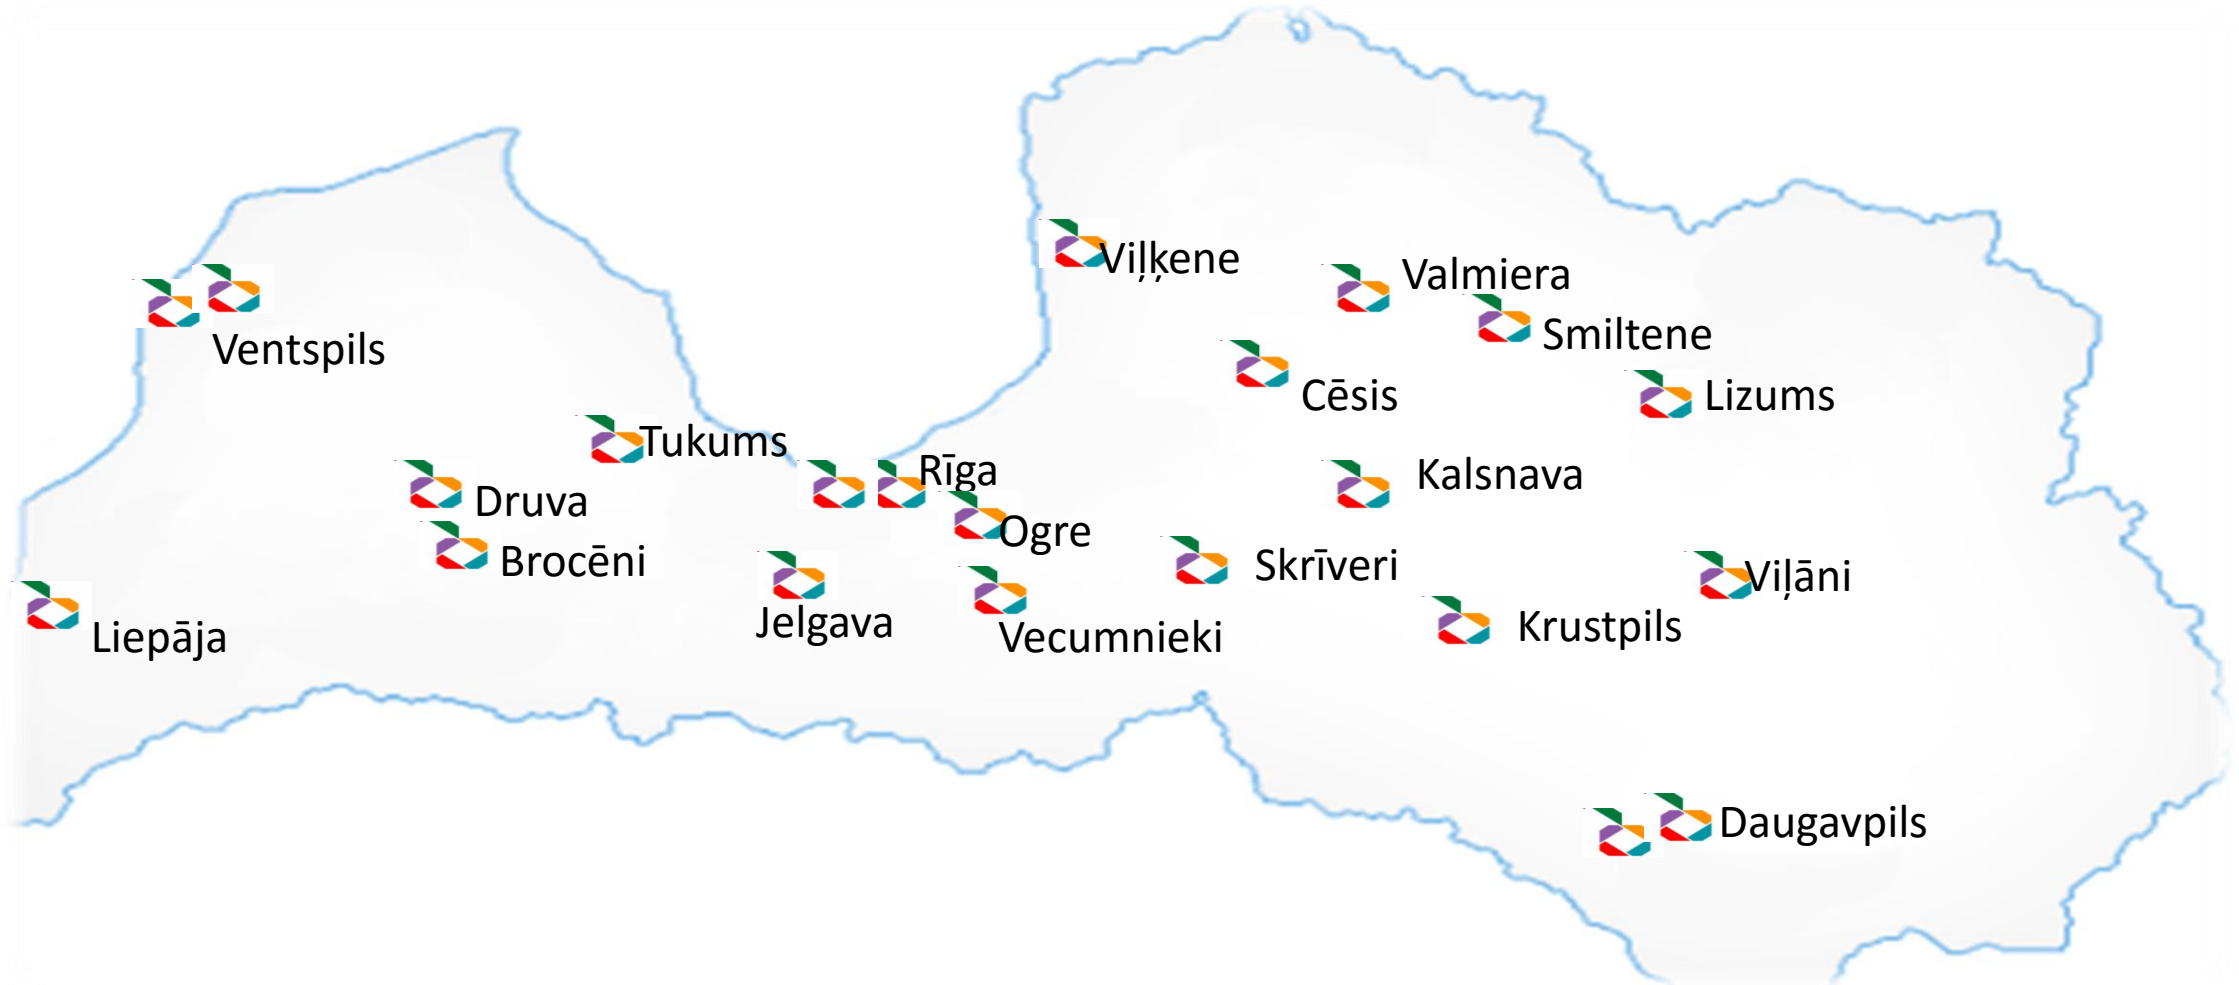 Viļķene
Valmiera
Smiltene
Ventspils
Cēsis
Lizums
Tukums
Rīga
Kalsnava
Druva
Ogre
Brocēni
Skrīveri
Viļāni
Jelgava
Krustpils
Liepāja
Vecumnieki
Daugavpils